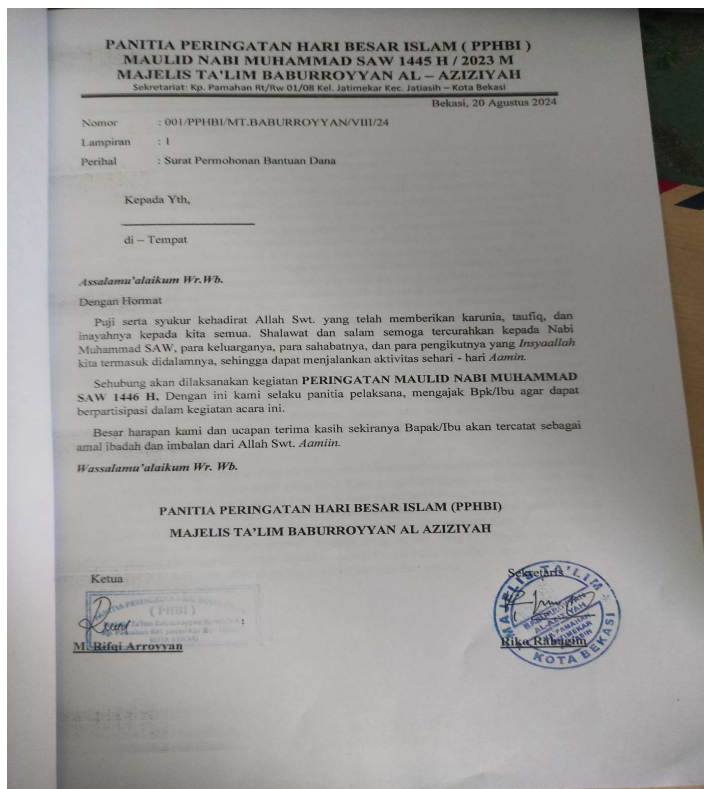 PANITIA PERINGATAN HARI BESAR ISLAM ( PPHBI )
MAULID NABI MUHAMMAD SAW 1445 H / 2023 M
MAJELIS TA'LIM BABURROYYAN AL – AZIZIYAH
Sekretariat: Kp. Pamahan Rt/Rw 01/08 Kel. Jatimekar Kec. Jatiasih – Kota Bekasi
Bekasi, 20 Agustus 2024
Nomor : 001/PPHBI/MT.BABURROYYAN/VIII/24
Lampiran : 1
Perihal : Surat Permohonan Bantuan Dana
Kepada Yth,
di – Tempat
Assalamu'alaikum Wr.Wb.
Dengan Hormat
Puji serta syukur kehadirat Allah Swt. yang telah memberikan karunia, taufiq, dan
inayahnya kepada kita semua. Shalawat dan salam semoga tercurahkan kepada Nabi
Muhammad SAW, para keluarganya, para sahabatnya, dan para pengikutnya yang Insyaallah
kita termasuk didalamnya, sehingga dapat menjalankan aktivitas sehari - hari Aamin.
Sehubung akan dilaksanakan kegiatan PERINGATAN MAULID NABI MUHAMMAD
SAW 1446 H, Dengan ini kami selaku panitia pelaksana, mengajak Bpk/Ibu agar dapat
berpartisipasi dalam kegiatan acara ini.
Besar harapan kami dan ucapan terima kasih sekiranya Bapak/Ibu akan tercatat sebagai
amal ibadah dan imbalan dari Allah Swt. Aamiin.
Wassalamu'alaikum Wr. Wb.
PANITIA PERINGATAN HARI BESAR ISLAM (PPHBI)
MAJELIS TA'LIM BABURROYYAN AL AZIZIYAH
Ketua
Sekretaris
( PHBI )
KOTA BEKASI
M. Rifqi Arroyyan
MAJELIS TA'LIM
KOTA BEKASI